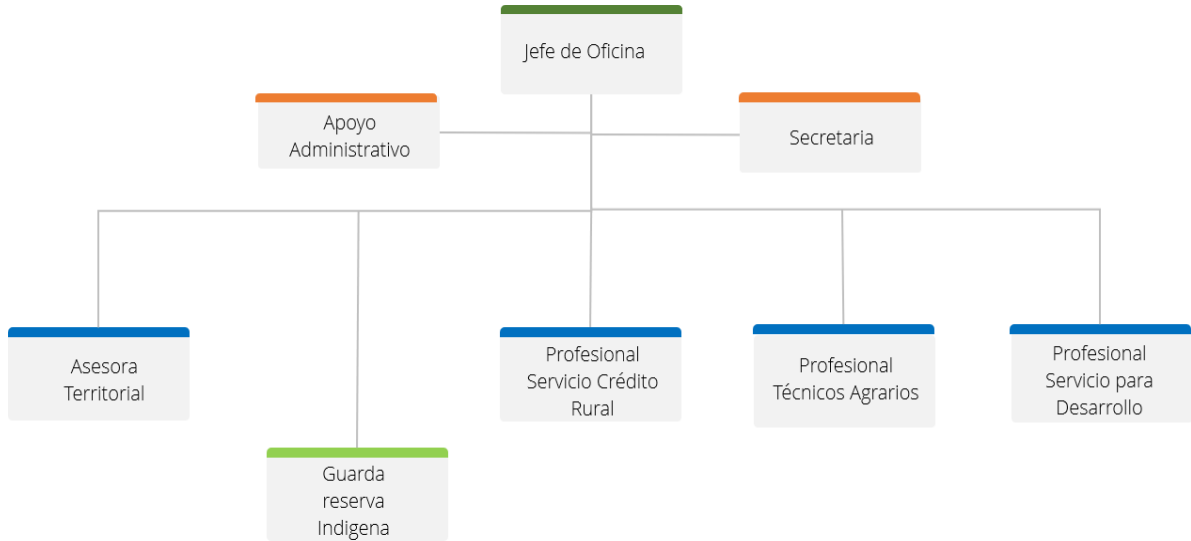 Jefe de Oficina
Apoyo
Administrativo
Secretaria
Asesora
Territorial
Profesional
Servicio Crédito
Rural
Profesional
Técnicos Agrarios
Profesional
Servicio para
Desarrollo
Guarda
reserva
Indigena